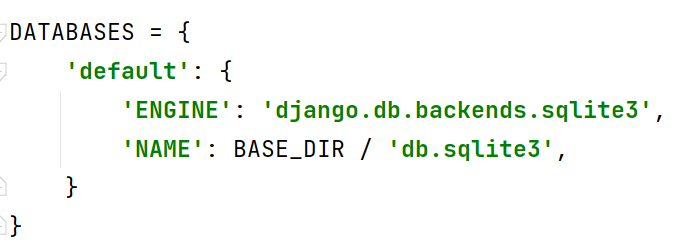 DATABASES = {
    'default': {
        'ENGINE': 'django.db.backends.sqlite3',
        'NAME': BASE_DIR / 'db.sqlite3',
    }
}